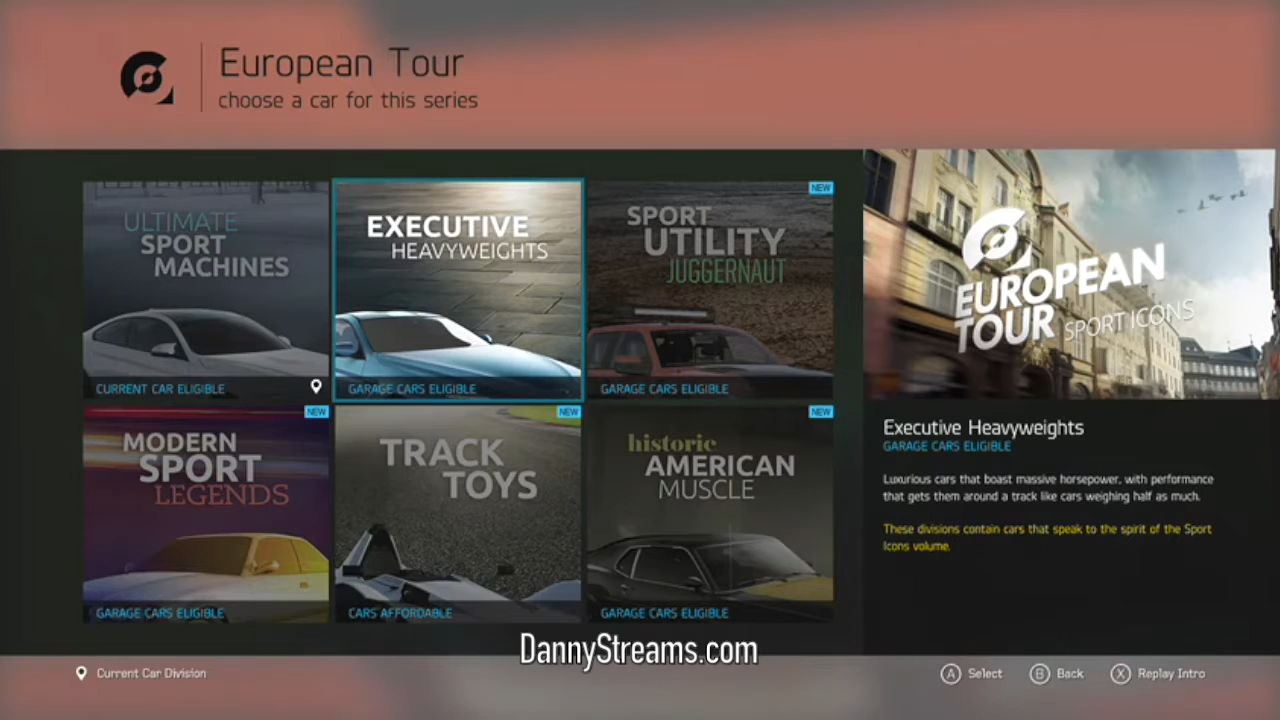 European Tour
choose a car for this series
ULTIMATE
SPORT
MACHINES
CURRENT CAR ELIGIBLE
EXECUTIVE
HEAVYWEIGHTS
GARAGE CARS ELIGIBLE
NEW
SPORT
UTILITY
JUGGERNAUT
GARAGE CARS ELIGIBLE
NEW
MODERN
SPORT
LEGENDS
GARAGE CARS ELIGIBLE
NEW
TRACK
TOYS
CARS AFFORDABLE
NEW
historic
AMERICAN
MUSCLE
GARAGE CARS ELIGIBLE
EUROPEAN
TOUR SPORT ICONS
Executive Heavyweights
GARAGE CARS ELIGIBLE
Luxurious cars that boast massive horsepower, with performance
that gets them around a track like cars weighing half as much.
These divisions contain cars that speak to the spirit of the Sport
Icons volume.
DannyStreams.com
Current Car Division
A Select B Back X Replay Intro